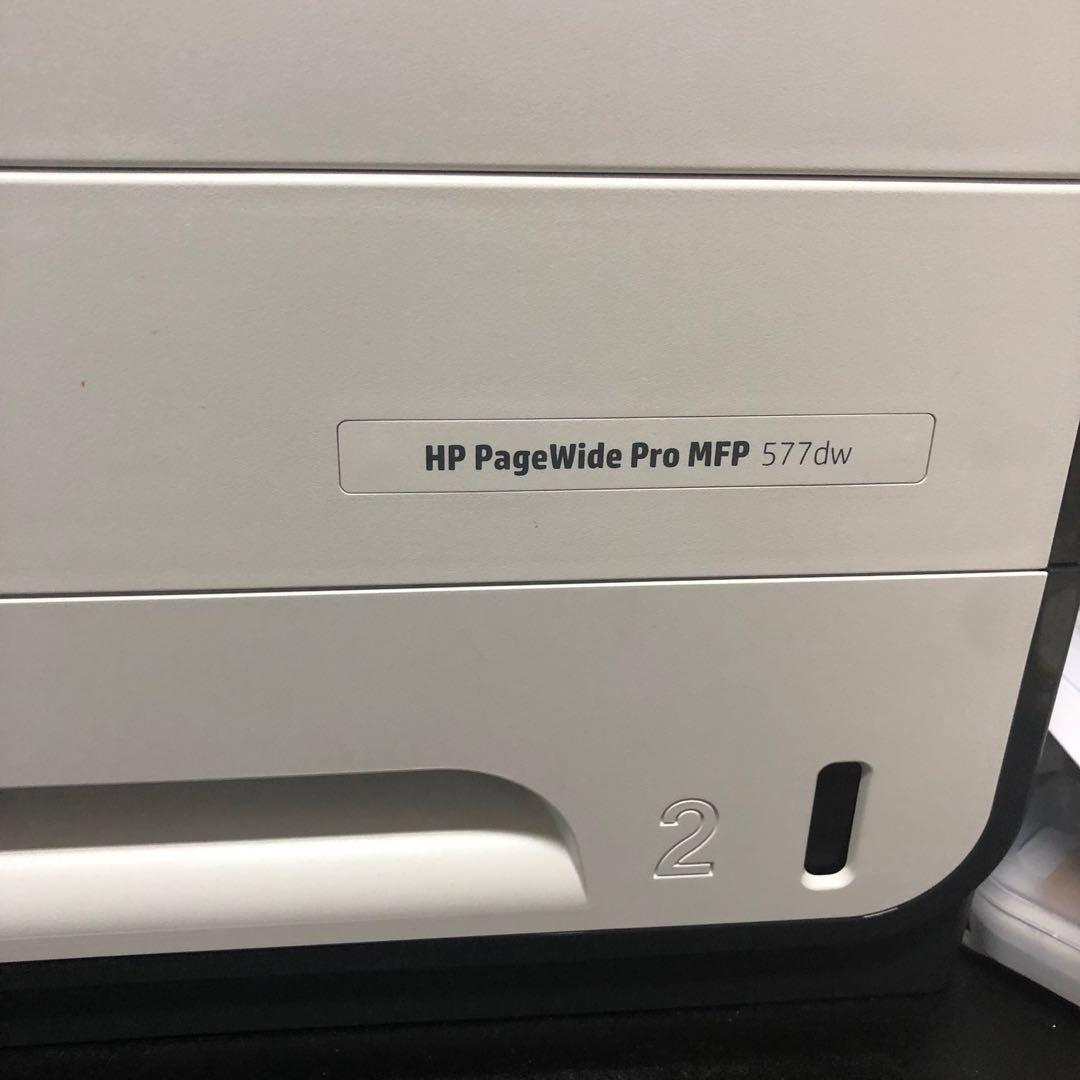 HP PageWide Pro MFP 577dw
2